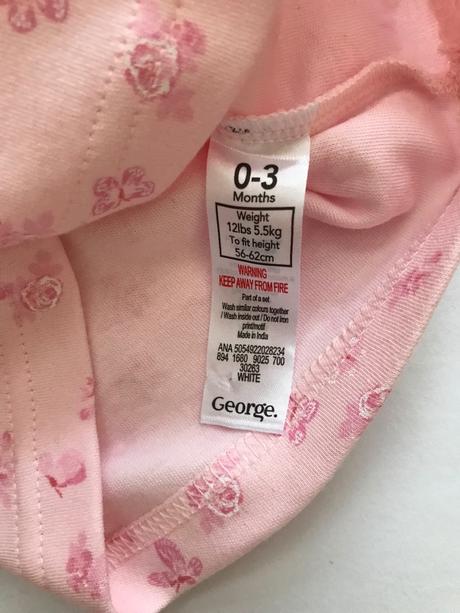 0-3
Months
Weight
12lbs 5.5kg
To fit height
56-62cm
WARNING
KEEP AWAY FROM FIRE
Part of a set
Wash similar colours together
/ Wash inside out / Do not iron
print/motif
Made in India
ANA 5054922028234
894 1660 9025 700
30263
WHITE
George.